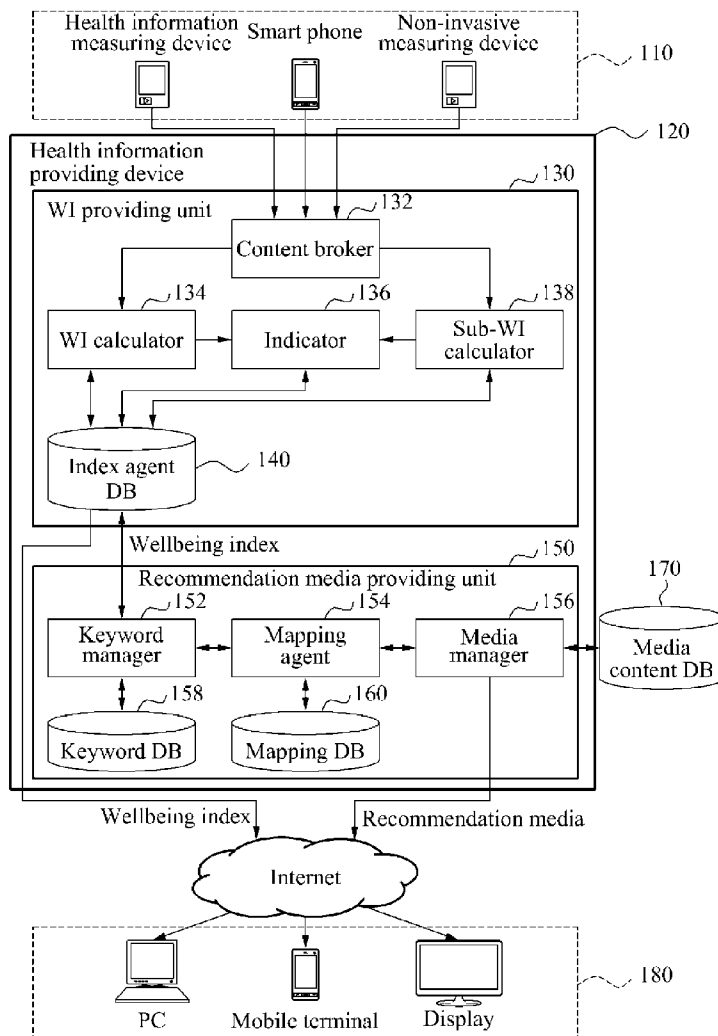 Health information
measuring device
Smart phone
Non-invasive
measuring device
110
120
Health information
providing device
130
WI providing unit
132
Content broker
134
136
138
WI calculator
Indicator
Sub-WI
calculator
Index agent
DB
140
Wellbeing index
150
Recommendation media providing unit
170
152
154
156
Keyword
manager
Mapping
agent
Media
manager
Media
content DB
158
160
Keyword DB
Mapping DB
Wellbeing index
Recommendation media
Internet
180
PC
Mobile terminal
Display